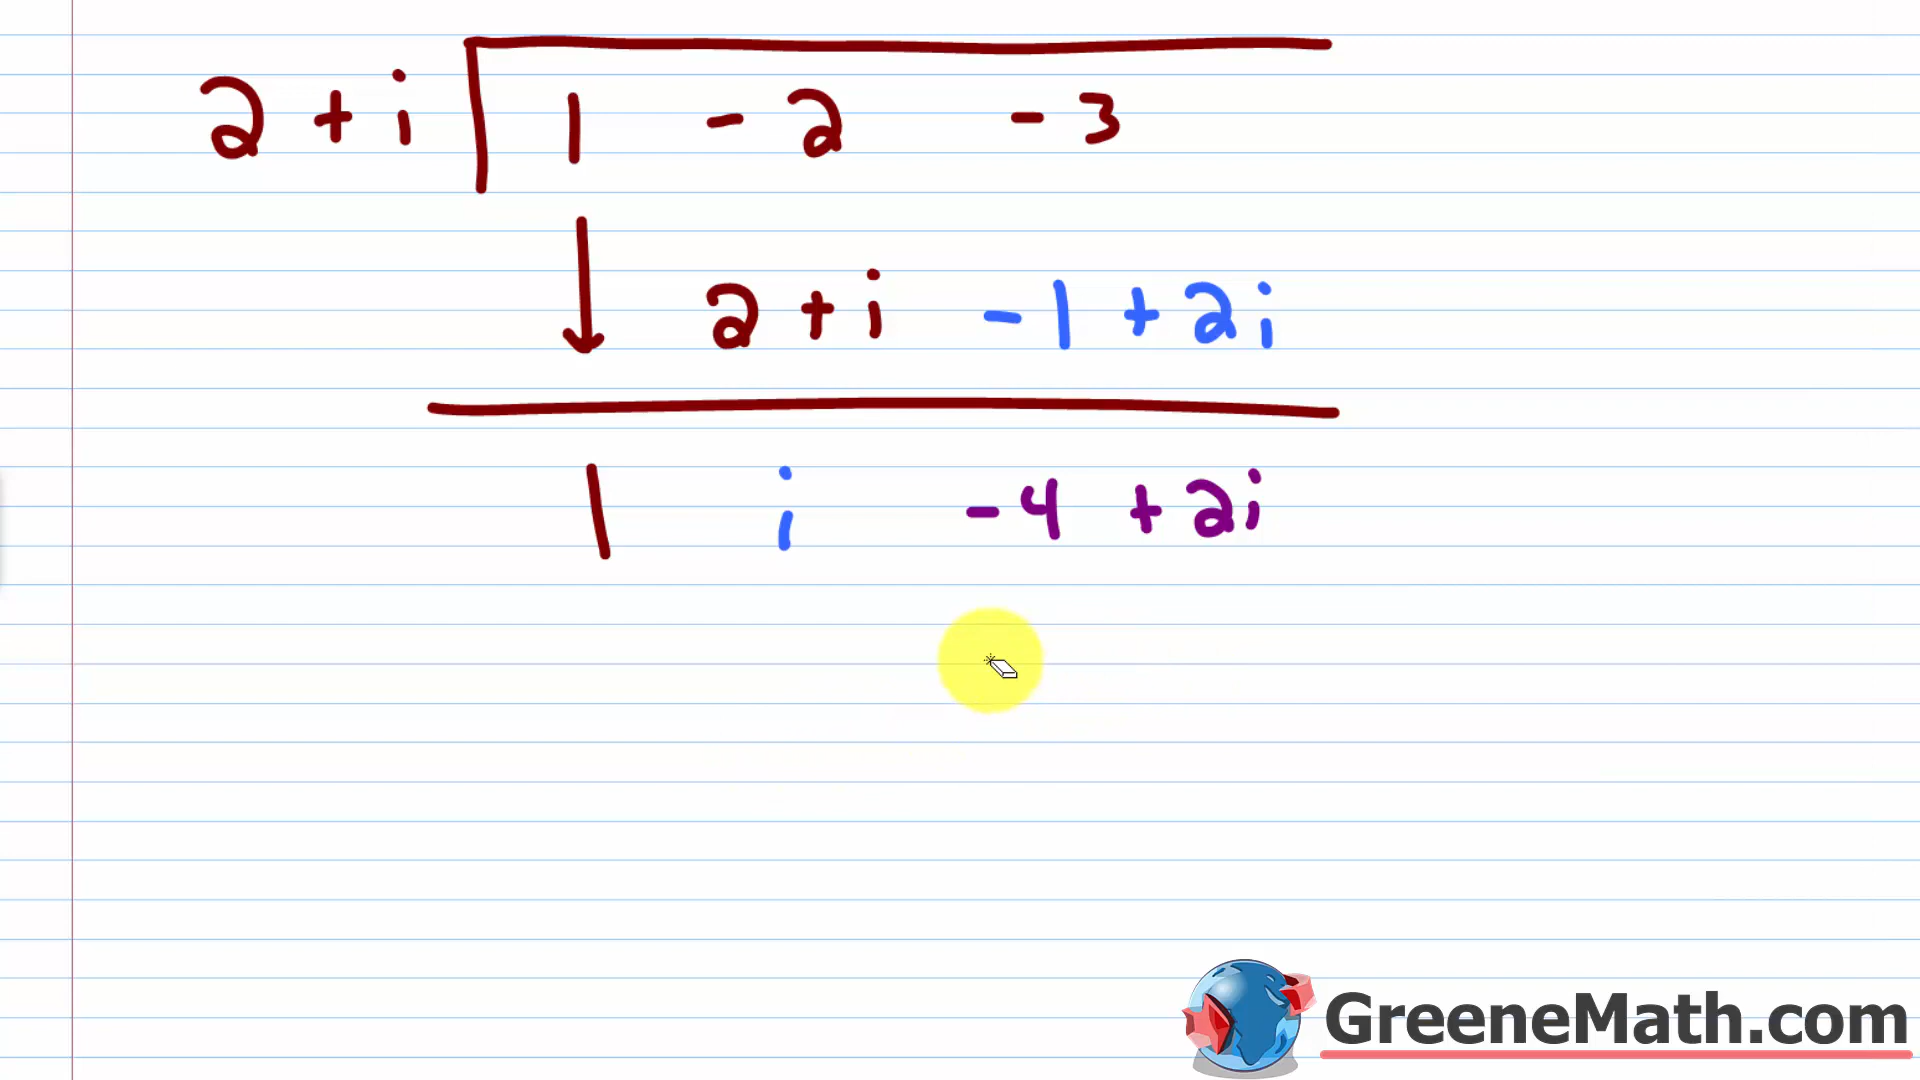 2 + i 1 - 2 - 3
2 + i - 1 + 2i
1 i - 4 + 2i
GreeneMath.com